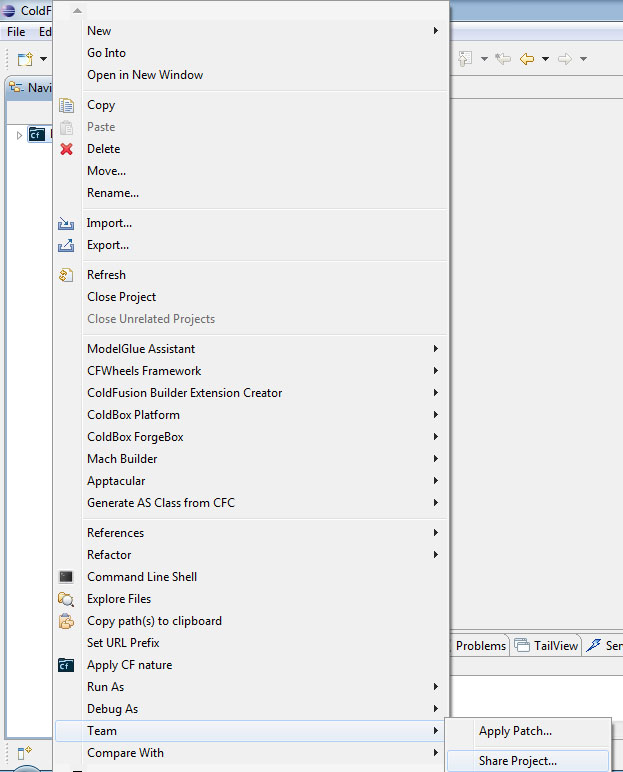 ColdF
File Ed
Navi
Cf
New
Go Into
Open in New Window
Copy
Paste
Delete
Move...
Rename...
Import...
Export...
Refresh
Close Project
Close Unrelated Projects
ModelGlue Assistant
CFWheels Framework
ColdFusion Builder Extension Creator
ColdBox Platform
ColdBox ForgeBox
Mach Builder
Apptacular
Generate AS Class from CFC
References
Refactor
Command Line Shell
Explore Files
Copy path(s) to clipboard
Set URL Prefix
Cf Apply CF nature
Run As
Debug As
Team
Compare With
Problems TailView Ser
Apply Patch...
Share Project...